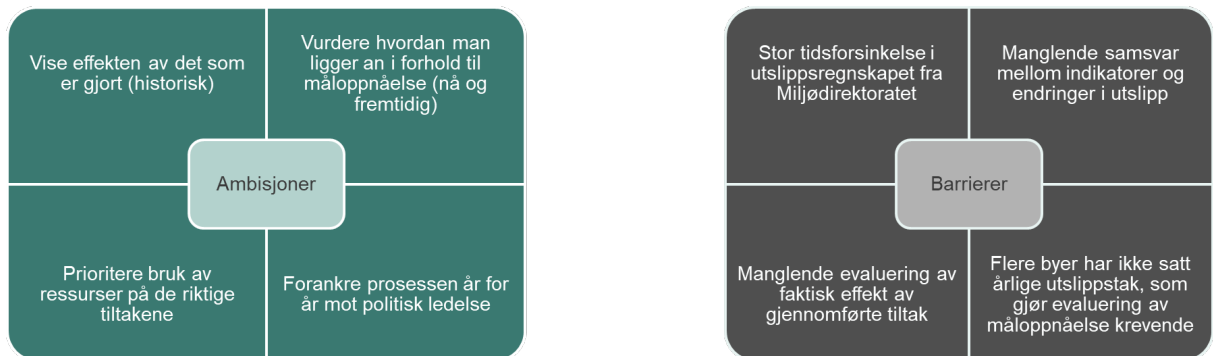 Vise effekten av det som
er gjort (historisk)
Vurdere hvordan man
ligger an i forhold til
måloppnåelse (nå og
fremtidig)
Ambisjoner
Prioritere bruk av
ressurser på de riktige
tiltakene
Forankre prosessen år for
år mot politisk ledelse
Stor tidsforsinkelse i
utslippsregnskapet fra
Miljødirektoratet
Manglende samsvar
mellom indikatorer og
endringer i utslipp
Barrierer
Manglende evaluering av
faktisk effekt av
gjennomførte tiltak
Flere byer har ikke satt
årlige utslippstak, som
gjør evaluering av
måloppnåelse krevende